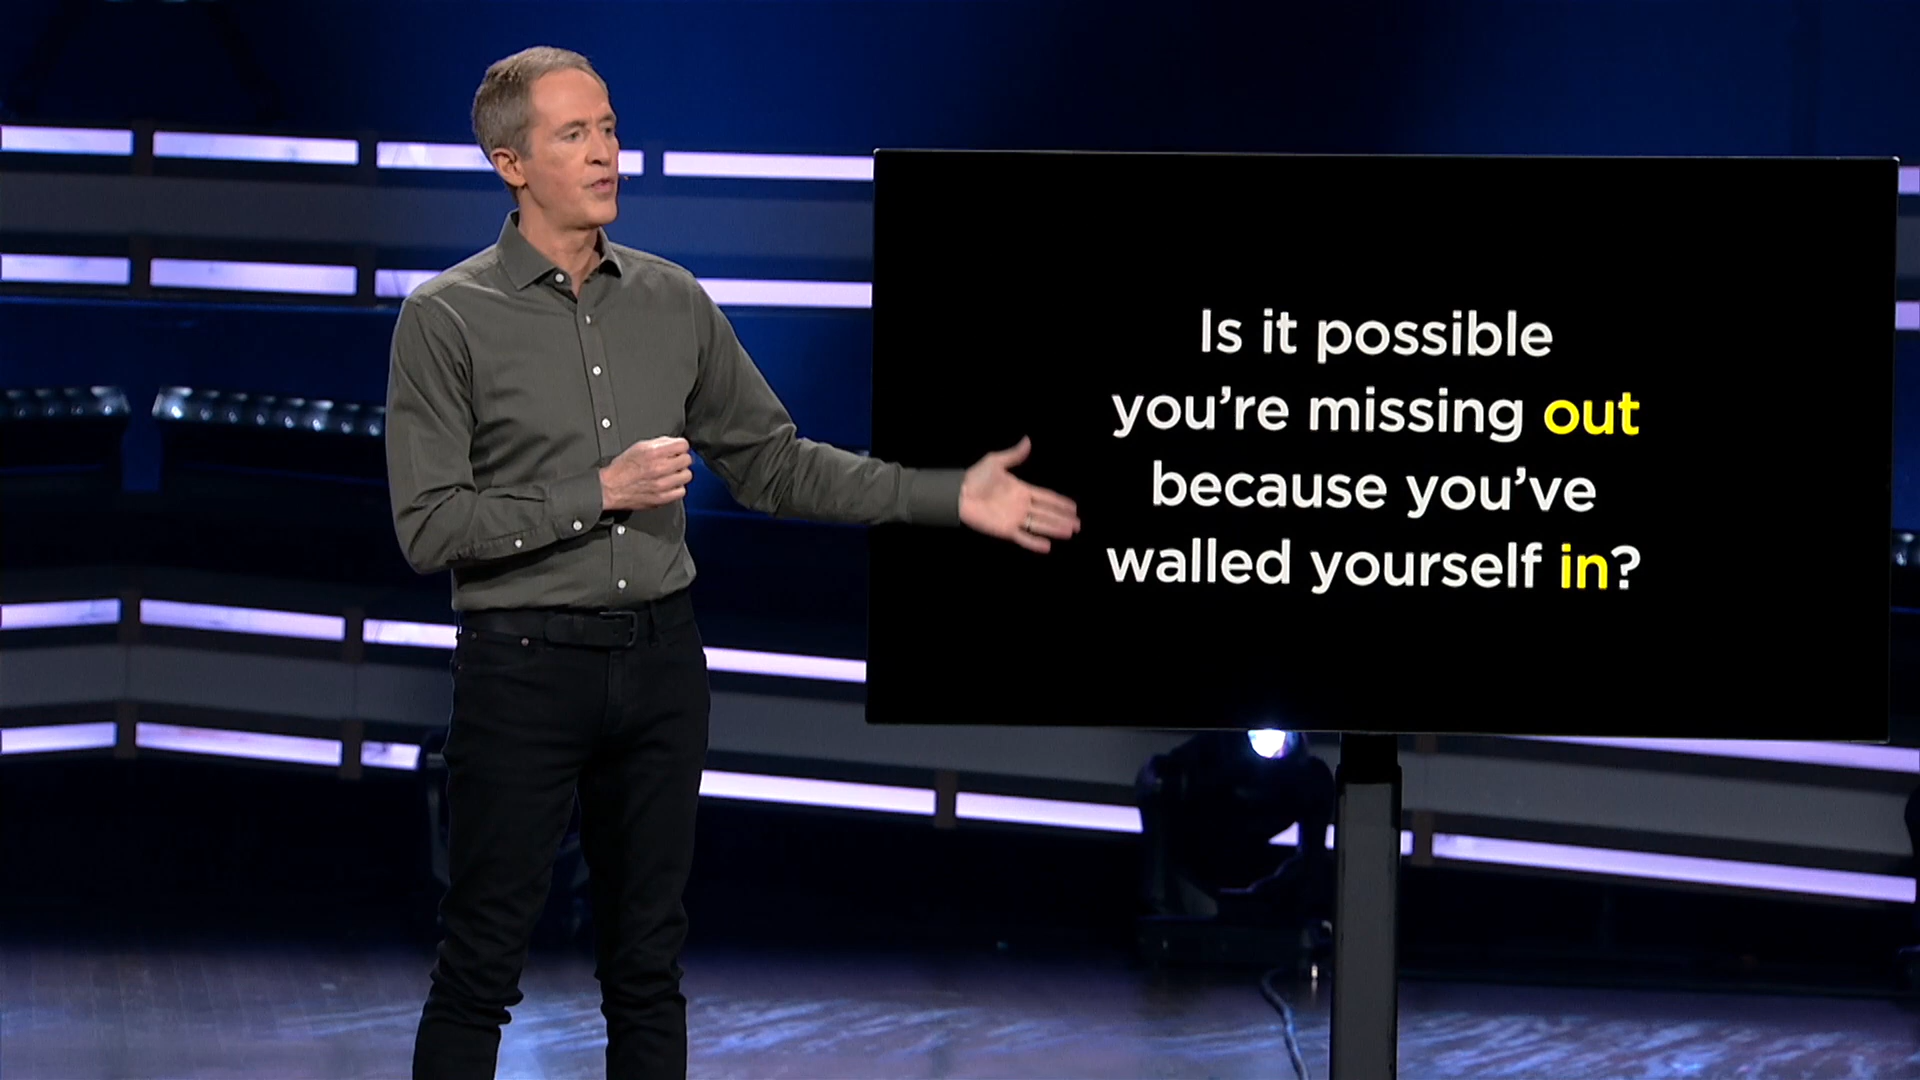 Is it possible
you’re missing out
because you’ve
walled yourself in?